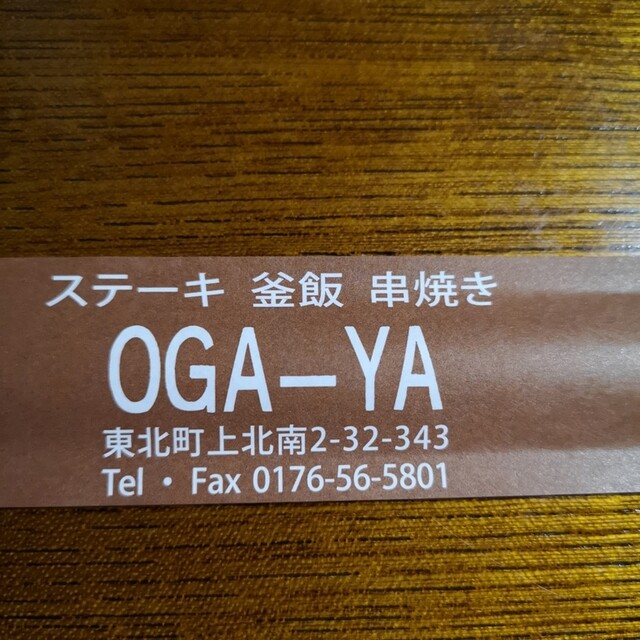 ステーキ 釜飯 串焼き
OGA−YA
東北町上北南2-32-343
Tel・Fax 0176-56-5801